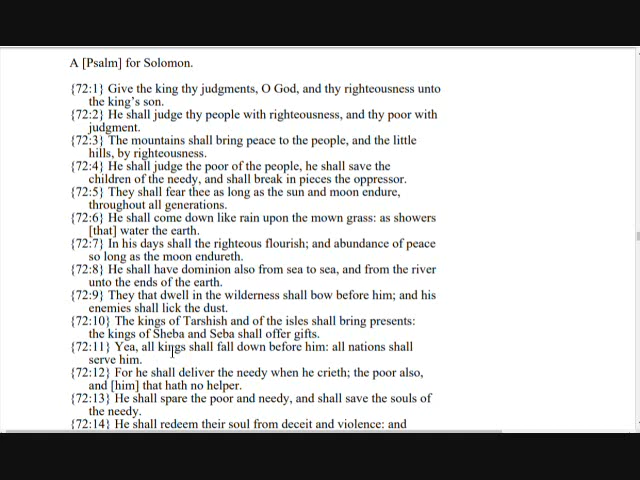 A [Psalm] for Solomon.
{72:1} Give the king thy judgments, O God, and thy righteousness unto
the king's son.
{72:2} He shall judge thy people with righteousness, and thy poor with
judgment.
{72:3} The mountains shall bring peace to the people, and the little
hills, by righteousness.
{72:4} He shall judge the poor of the people, he shall save the
children of the needy, and shall break in pieces the oppressor.
{72:5} They shall fear thee as long as the sun and moon endure,
throughout all generations.
{72:6} He shall come down like rain upon the mown grass: as showers
[that] water the earth.
{72:7} In his days shall the righteous flourish; and abundance of peace
so long as the moon endureth.
{72:8} He shall have dominion also from sea to sea, and from the river
unto the ends of the earth.
{72:9} They that dwell in the wilderness shall bow before him; and his
enemies shall lick the dust.
{72:10} The kings of Tarshish and of the isles shall bring presents:
the kings of Sheba and Seba shall offer gifts.
{72:11} Yea, all kings shall fall down before him: all nations shall
serve him.
{72:12} For he shall deliver the needy when he crieth; the poor also,
and [him] that hath no helper.
{72:13} He shall spare the poor and needy, and shall save the souls of
the needy.
{72:14} He shall redeem their soul from deceit and violence: and